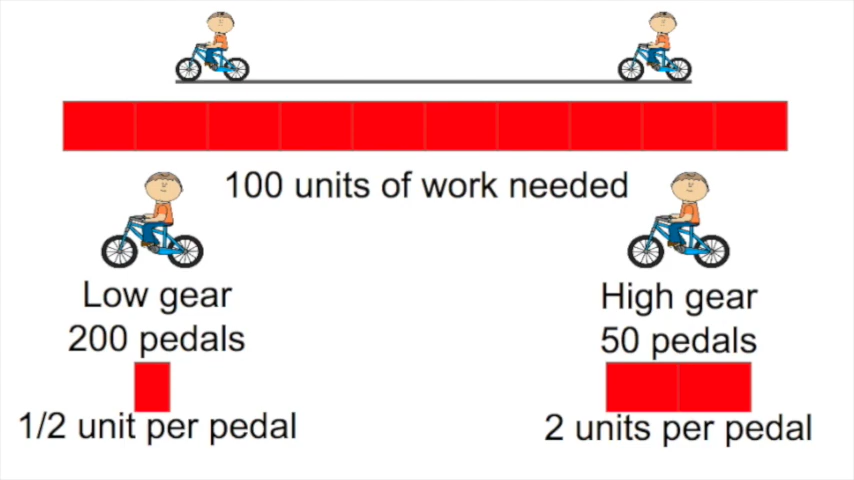 100 units of work needed
Low gear
200 pedals
1/2 unit per pedal
High gear
50 pedals
2 units per pedal